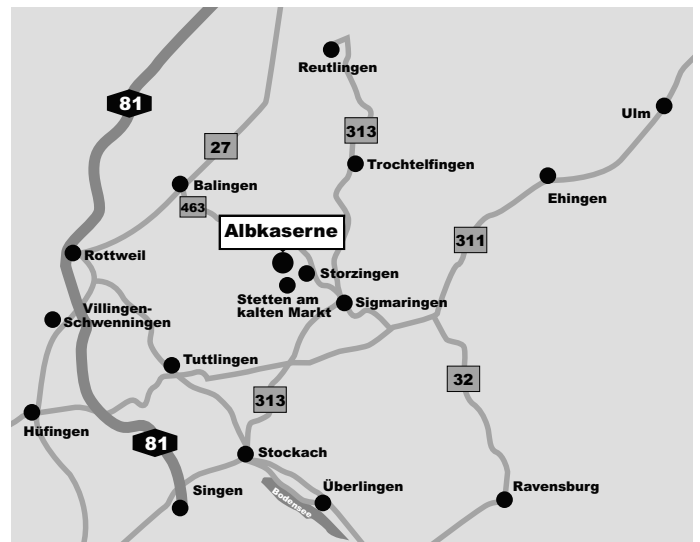 Reutlingen
81
Ulm
313
27
Trochtelfingen
Balingen
Ehingen
463
Albkaserne
311
Rottweil
Storzingen
Stetten am
kalten Markt
Sigmaringen
Villingen-
Schwenningen
Tuttlingen
32
313
Hüfingen
81
Stockach
Singen
Bodensee
Überlingen
Ravensburg